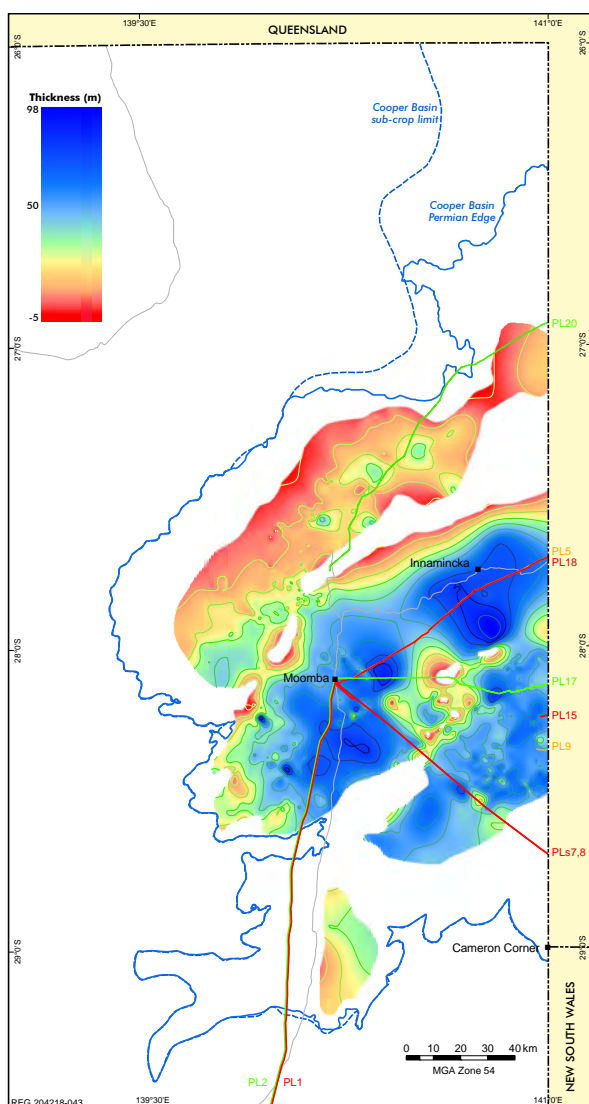 139°30'E
141°0'E
QUEENSLAND
26°0'S
26°0'S
Thickness (m)
98
50
-5
Cooper Basin
sub-crop limit
Cooper Basin
Permian Edge
PL20
27°0'S
27°0'S
PL5
PL18
Innamincka
28°0'S
28°0'S
Moomba
PL17
PL15
PL9
PLs7,8
Cameron Corner
29°0'S
29°0'S
NEW SOUTH WALES
0 10 20 30 40 km
MGA Zone 54
PL2 PL1
REG 204218-043
139°30'E
141°0'E